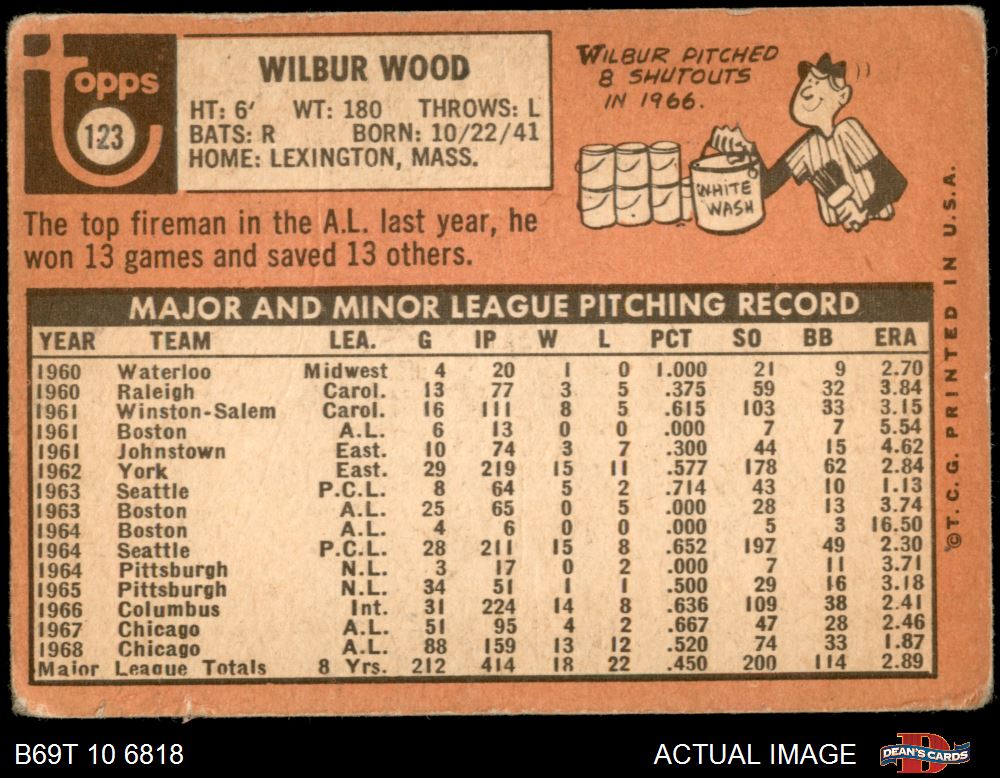 topps
123
WILBUR WOOD
HT: 6' WT: 180 THROWS: L
BATS: R BORN: 10/22/41
HOME: LEXINGTON, MASS.
WILBUR PITCHED
8 SHUTOUTS
IN 1966.
WHITE
WASH
The top fireman in the A.L. last year, he
won 13 games and saved 13 others.
MAJOR AND MINOR LEAGUE PITCHING RECORD
YEAR TEAM LEA. G IP W L PCT SO BB ERA
1960 Waterloo Midwest 4 20 1 0 1.000 21 9 2.70
1960 Raleigh Carol. 13 77 3 5 .375 59 32 3.84
1961 Winston-Salem Carol. 16 111 8 5 .615 103 33 3.15
1961 Boston A.L. 6 13 0 0 .000 7 7 5.54
1961 Johnstown East. 10 74 3 7 .300 44 15 4.62
1962 York East. 29 219 15 11 .577 178 62 2.84
1963 Seattle P.C.L. 8 64 5 2 .714 43 10 1.13
1963 Boston A.L. 25 65 0 5 .000 28 13 3.74
1964 Boston A.L. 4 6 0 0 .000 5 3 16.50
1964 Seattle P.C.L. 28 211 15 8 .652 197 49 2.30
1964 Pittsburgh N.L. 3 17 0 2 .000 7 11 3.71
1965 Pittsburgh N.L. 34 51 1 1 .500 29 16 3.18
1966 Columbus Int. 31 224 14 8 .636 109 38 2.41
1967 Chicago A.L. 51 95 4 2 .667 47 28 2.46
1968 Chicago A.L. 88 159 13 12 .520 74 33 1.87
Major League Totals 8 Yrs. 212 414 18 22 .450 200 114 2.89
©T.C.G. PRINTED IN U.S.A.
B69T 10 6818
ACTUAL IMAGE
DEAN'S CARDS